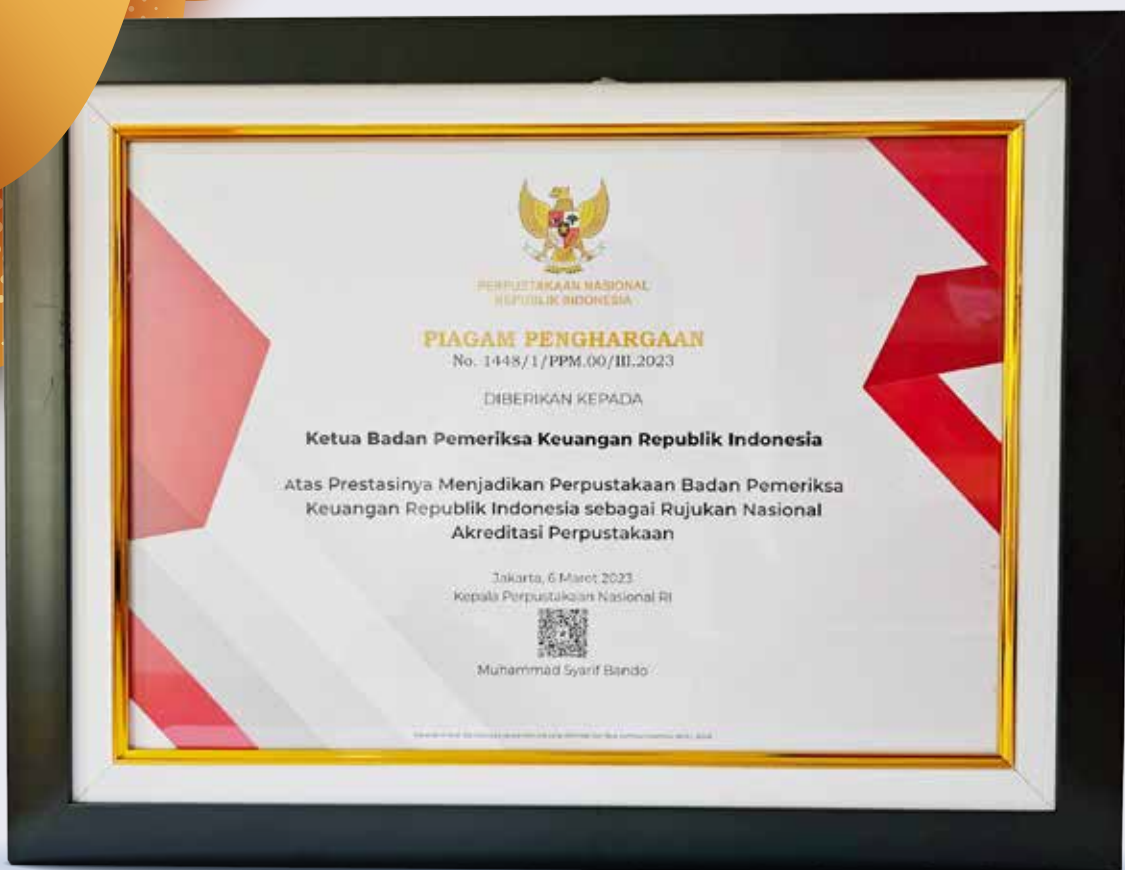 PERPUSTAKAAN NASIONAL
REPUBLIK INDONESIA
PIAGAM PENGHARGAAN
No. 1448/1/PPM.00/III.2023
DIBERIKAN KEPADA
Ketua Badan Pemeriksa Keuangan Republik Indonesia
Atas Prestasinya Menjadikan Perpustakaan Badan Pemeriksa
Keuangan Republik Indonesia sebagai Rujukan Nasional
Akreditasi Perpustakaan
Jakarta, 6 Maret 2023
Kepala Perpustakaan Nasional RI
Muhammad Syarif Bando